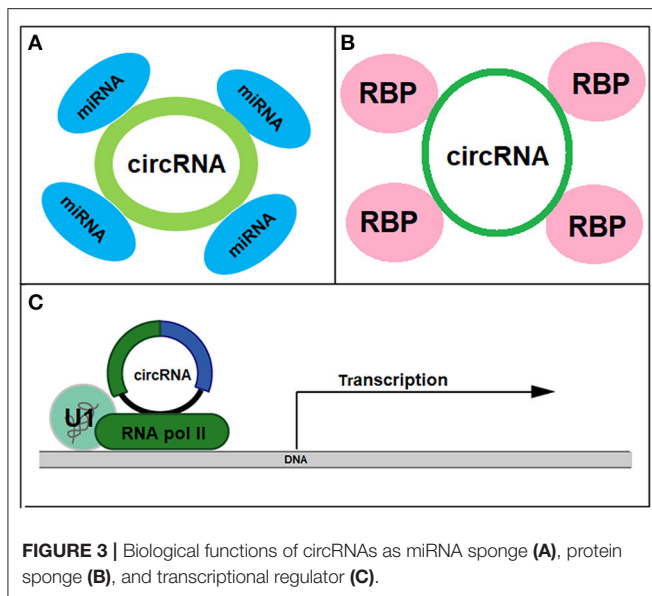 A
miRNA
miRNA
circRNA
miRNA
miRNA
B
RBP
RBP
circRNA
RBP
RBP
C
circRNA
Transcription
U1
RNA pol II
DNA
FIGURE 3 | Biological functions of circRNAs as miRNA sponge (A), protein
sponge (B), and transcriptional regulator (C).